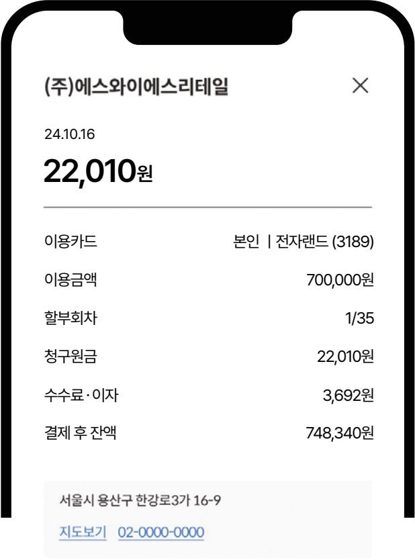 (주)에스와이에스리테일
24.10.16
22,010원
이용카드 본인 | 전자랜드 (3189)
이용금액 700,000원
할부회차 1/35
청구원금 22,010원
수수료·이자 3,692원
결제 후 잔액 748,340원
서울시 용산구 한강로3가 16-9
지도보기 02-0000-0000